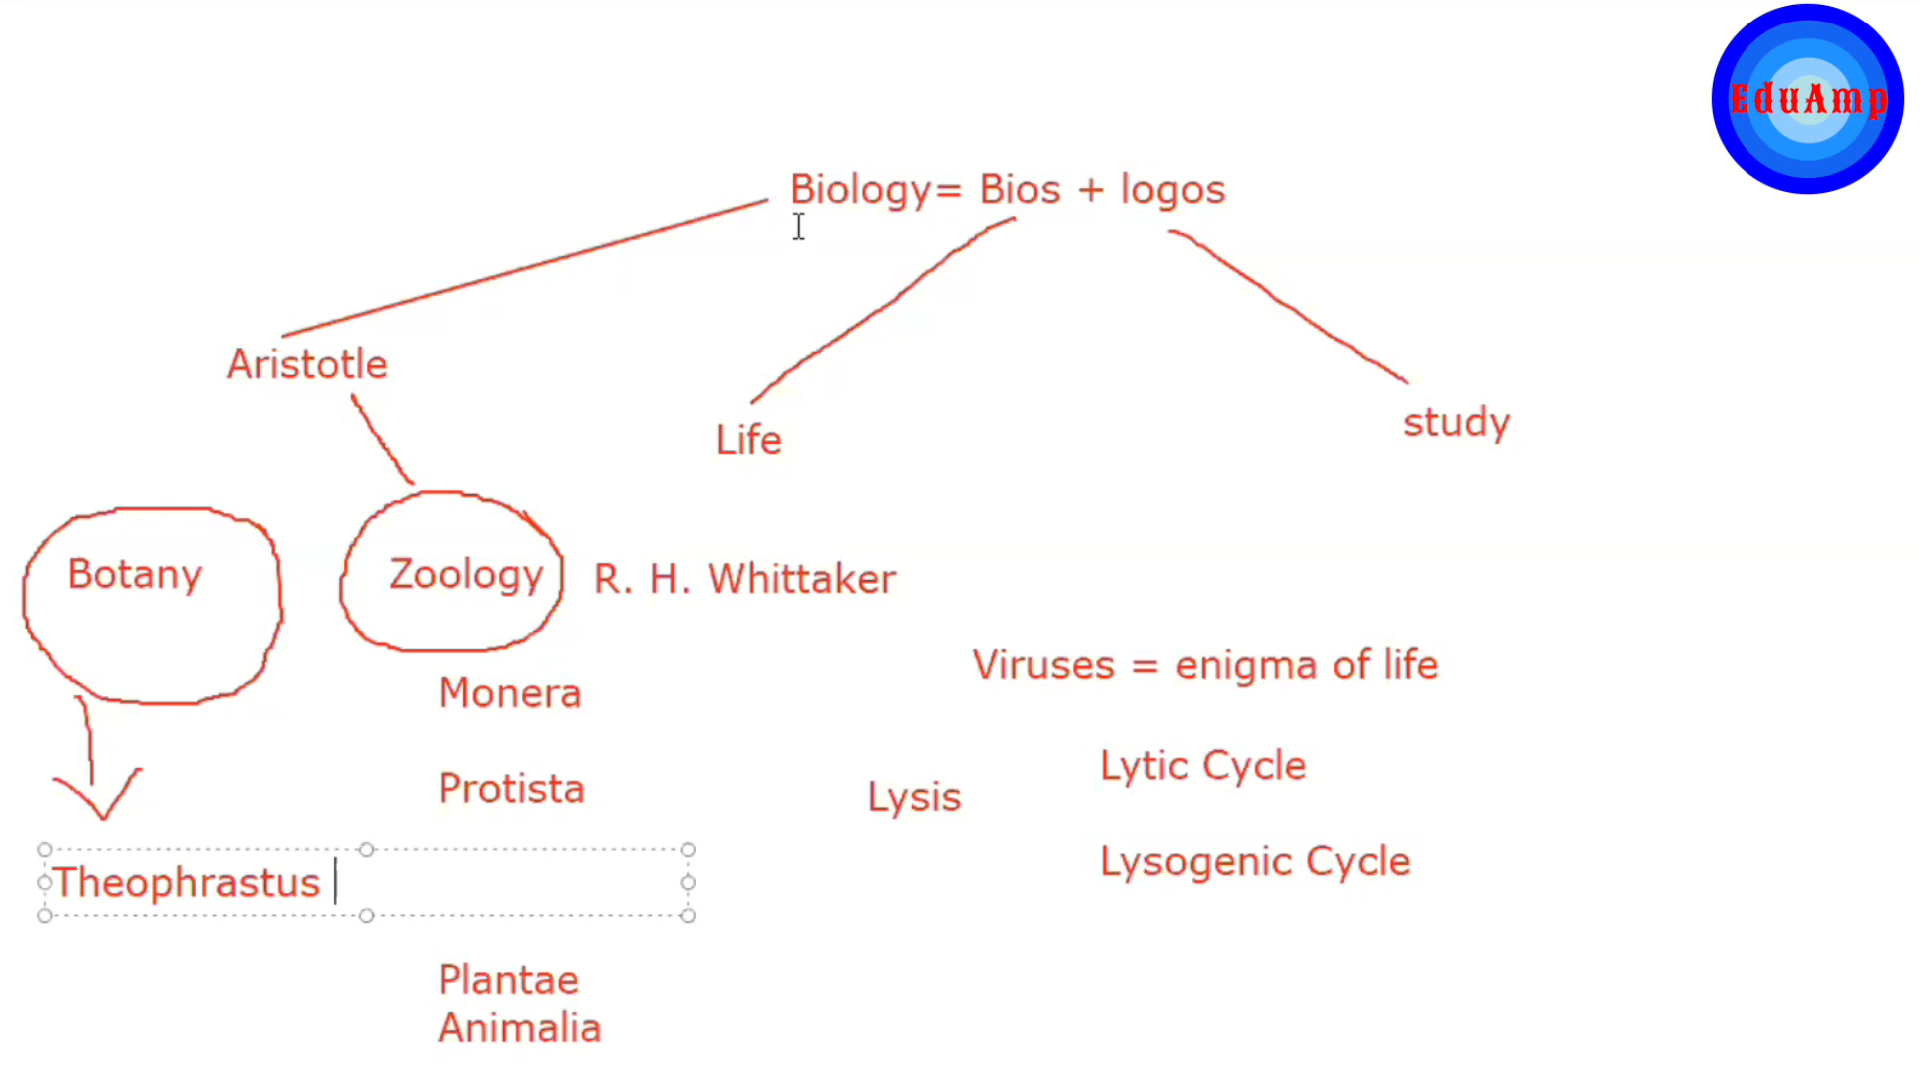 EduAmp
Biology= Bios + logos
Aristotle
Life
study
Botany
Zoology
R. H. Whittaker
Viruses = enigma of life
Monera
Lytic Cycle
Protista
Lysis
Lysogenic Cycle
Theophrastus
Plantae
Animalia